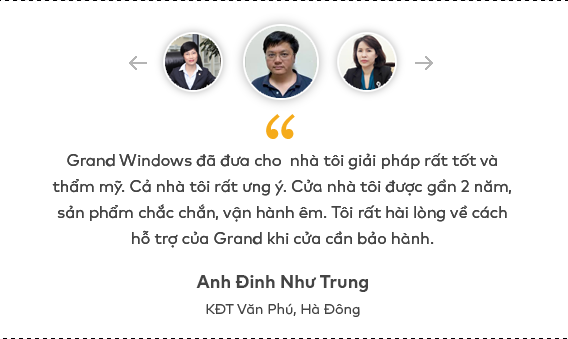 Grand Windows đã đưa cho nhà tôi giải pháp rất tốt và
thẩm mỹ. Cả nhà tôi rất ưng ý. Cửa nhà tôi được gần 2 năm,
sản phẩm chắc chắn, vận hành êm. Tôi rất hài lòng về cách
hỗ trợ của Grand khi cửa cần bảo hành.
Anh Đinh Như Trung
KĐT Văn Phú, Hà Đông